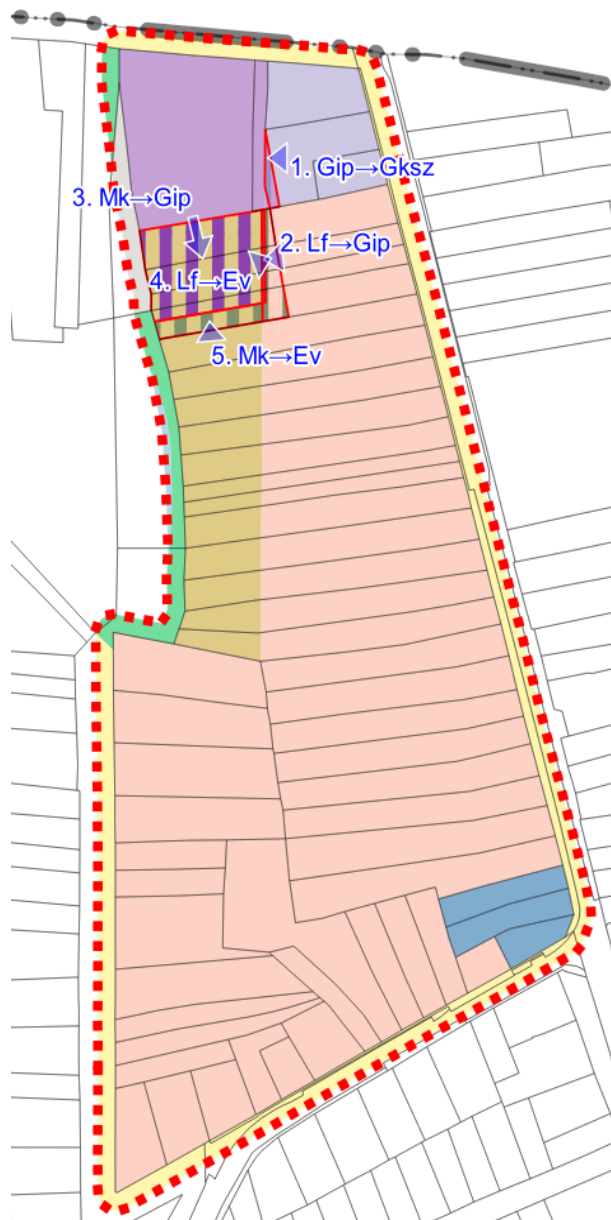 1. Gip→Gksz
3. Mk→Gip
2. Lf→Gip
4. Lf→Ev
5. Mk→Ev